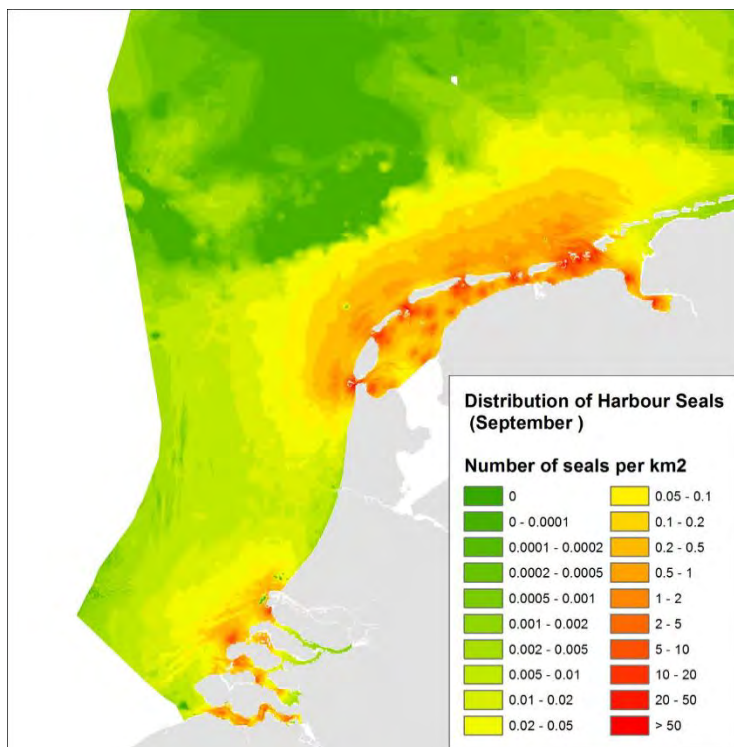 Distribution of Harbour Seals
(September )
Number of seals per km2
0
0 - 0.0001
0.0001 - 0.0002
0.0002 - 0.0005
0.0005 - 0.001
0.001 - 0.002
0.002 - 0.005
0.005 - 0.01
0.01 - 0.02
0.02 - 0.05
0.05 - 0.1
0.1 - 0.2
0.2 - 0.5
0.5 - 1
1 - 2
2 - 5
5 - 10
10 - 20
20 - 50
> 50